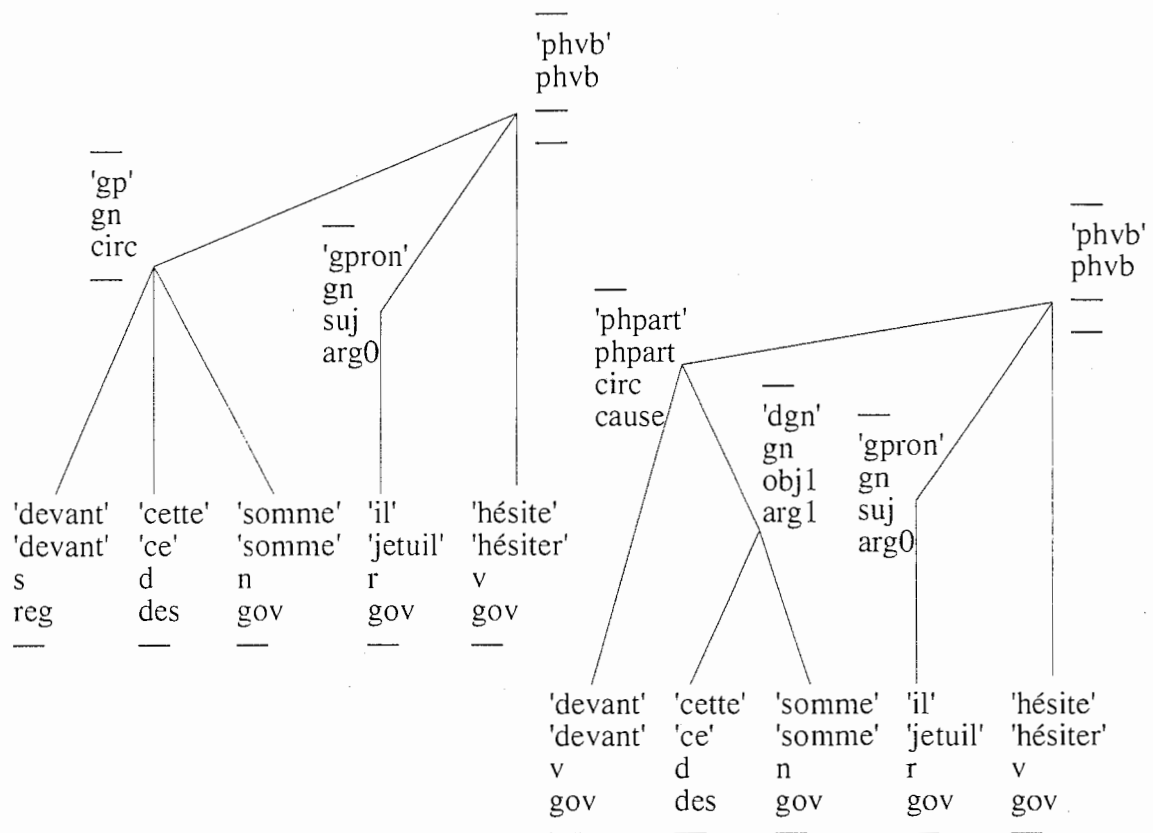 'phvb'
phvb
'gp'
gn
circ
'gpron'
gn
suj
arg0
'devant' 'cette' 'somme' 'il' 'hésite'
'devant' 'ce' 'somme' 'jetuil' 'hésiter'
s d n r v
reg des gov gov gov
'phvb'
phvb
'phpart'
phpart
circ
cause
'dgn'
gn
obj1
arg1
'gpron'
gn
suj
arg0
'devant' 'cette' 'somme' 'il' 'hésite'
'devant' 'ce' 'somme' 'jetuil' 'hésiter'
v d n r v
gov des gov gov gov